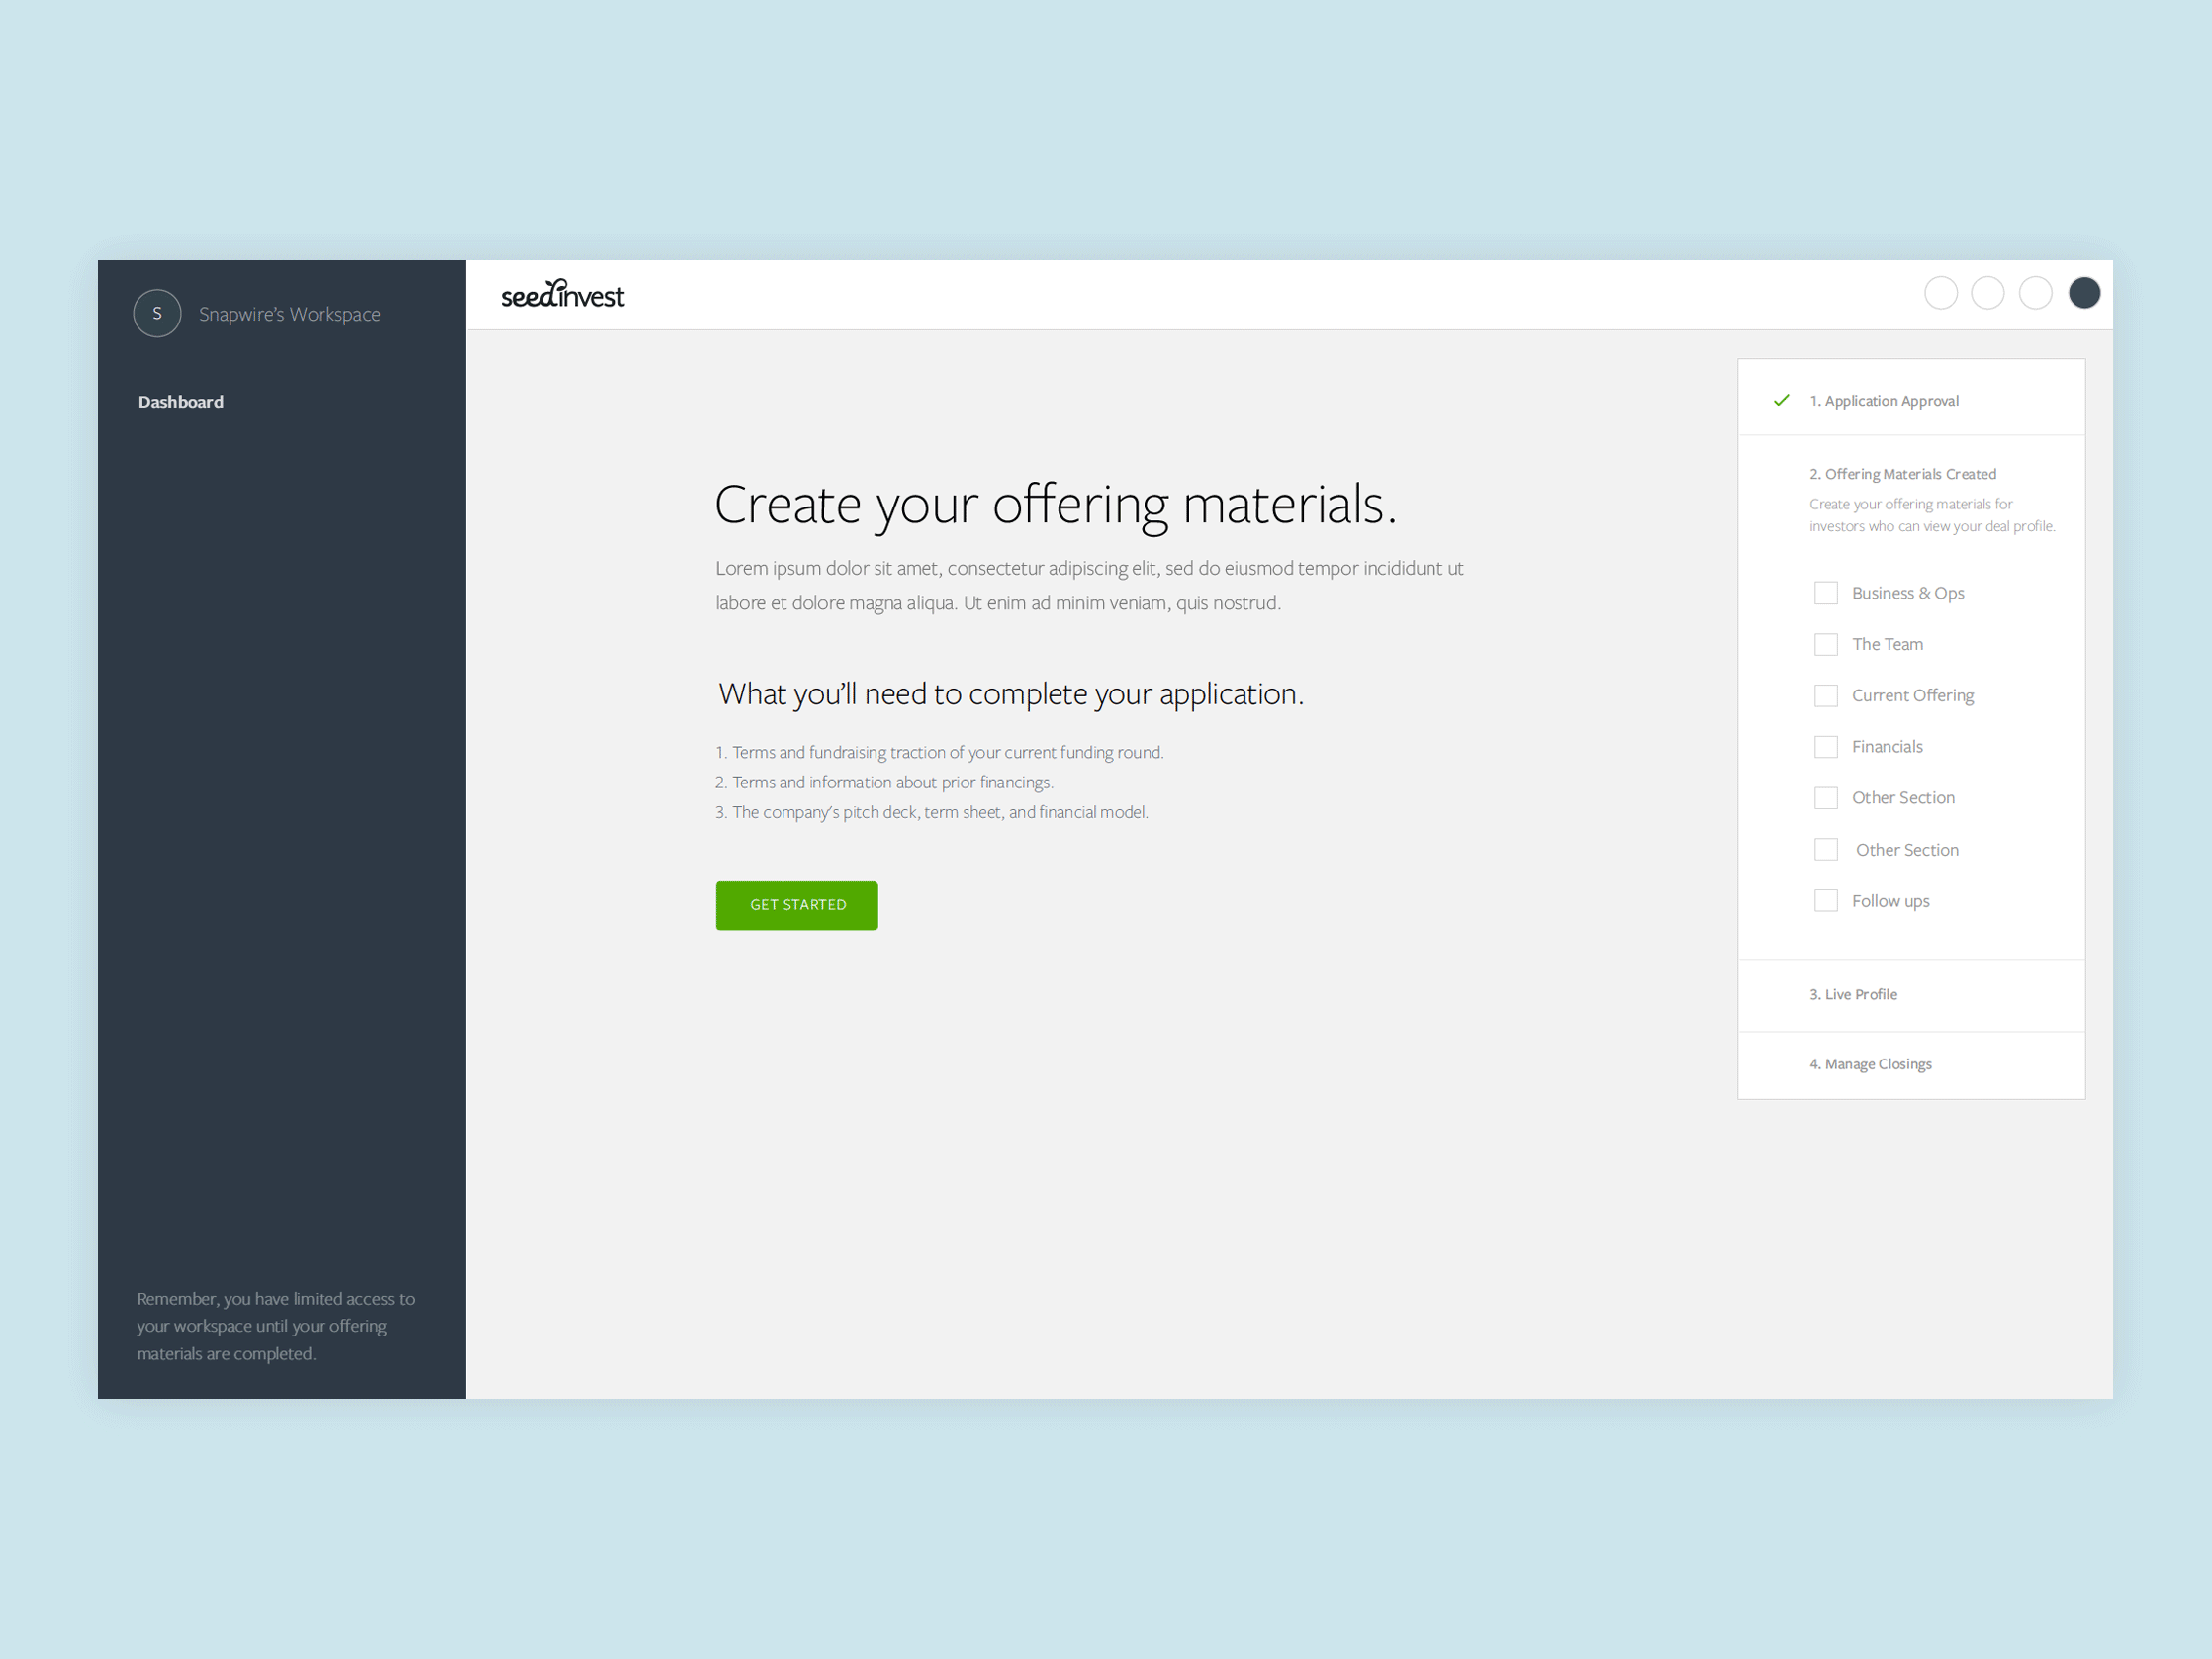 S
Snapwire’s Workspace
Dashboard
Remember, you have limited access to
your workspace until your offering
materials are completed.
seedinvest
Create your offering materials.
Lorem ipsum dolor sit amet, consectetur adipiscing elit, sed do eiusmod tempor incididunt ut
labore et dolore magna aliqua. Ut enim ad minim veniam, quis nostrud.
What you’ll need to complete your application.
1. Terms and fundraising traction of your current funding round.
2. Terms and information about prior financings.
3. The company’s pitch deck, term sheet, and financial model.
GET STARTED
1. Application Approval
2. Offering Materials Created
Create your offering materials for
investors who can view your deal profile.
Business & Ops
The Team
Current Offering
Financials
Other Section
Other Section
Follow ups
3. Live Profile
4. Manage Closings